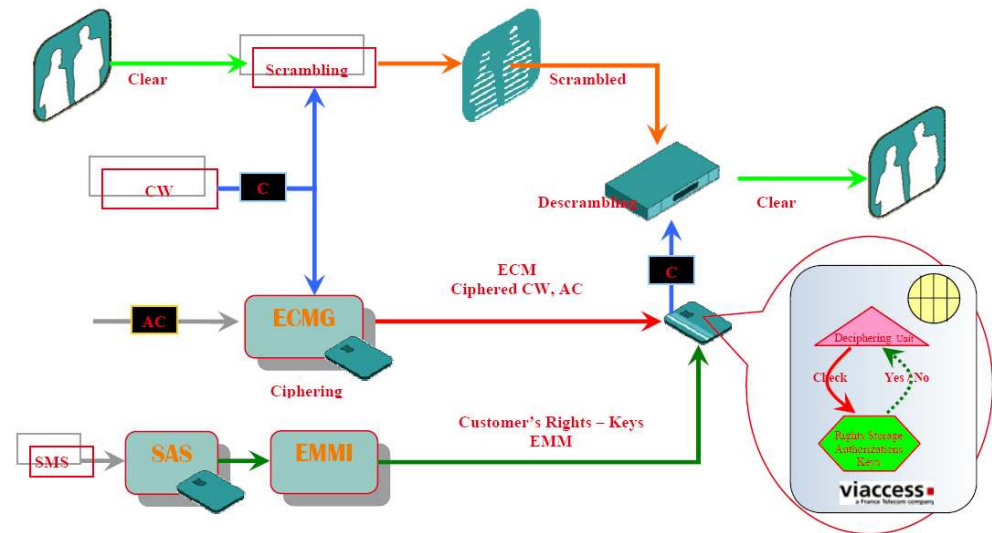 Clear
Scrambling
Scrambled
CW
C
Descrambling
Clear
C
ECM
Ciphered CW, AC
AC
ECMG
Ciphering
Customer's Rights – Keys
EMM
SMS
SAS
EMMI
Deciphering Unit
Check
Yes / No
Rights Storage
Authorizations
Keys
viaccess
a France Telecom company